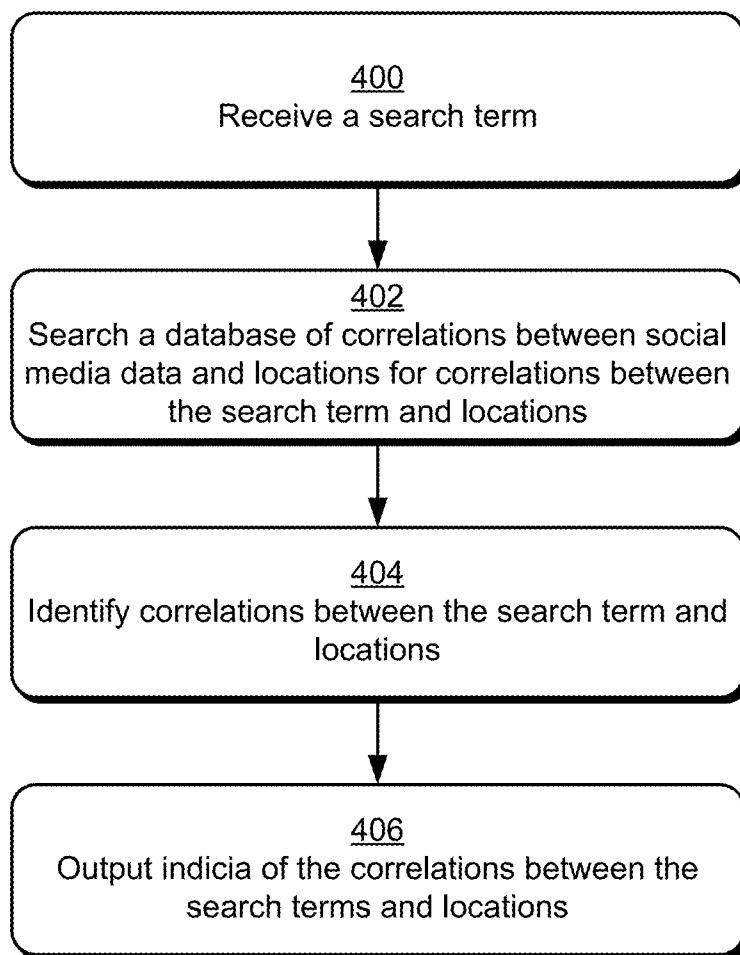 400
Receive a search term
402
Search a database of correlations between social
media data and locations for correlations between
the search term and locations
404
Identify correlations between the search term and
locations
406
Output indicia of the correlations between the
search terms and locations